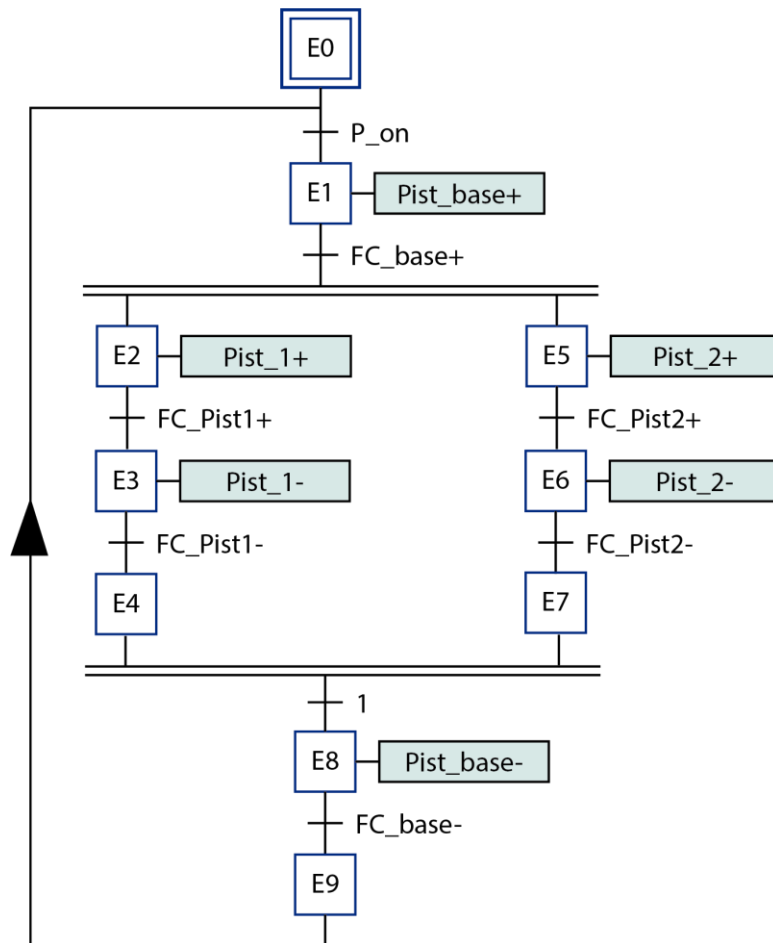 E0
P_on
E1 Pist_base+
FC_base+
E2 Pist_1+ E5 Pist_2+
FC_Pist1+ FC_Pist2+
E3 Pist_1- E6 Pist_2-
FC_Pist1- FC_Pist2-
E4 E7
1
E8 Pist_base-
FC_base-
E9